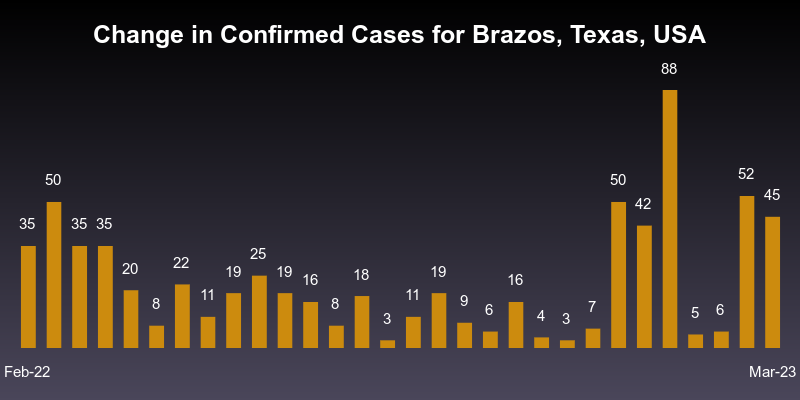 Change in Confirmed Cases for Brazos, Texas, USA
35 50 35 35 20 8 22 11 19 25 19 16 8 18 3 11 19 9 6 16 4 3 7 50 42 88 5 6 52 45
Feb-22 Mar-23